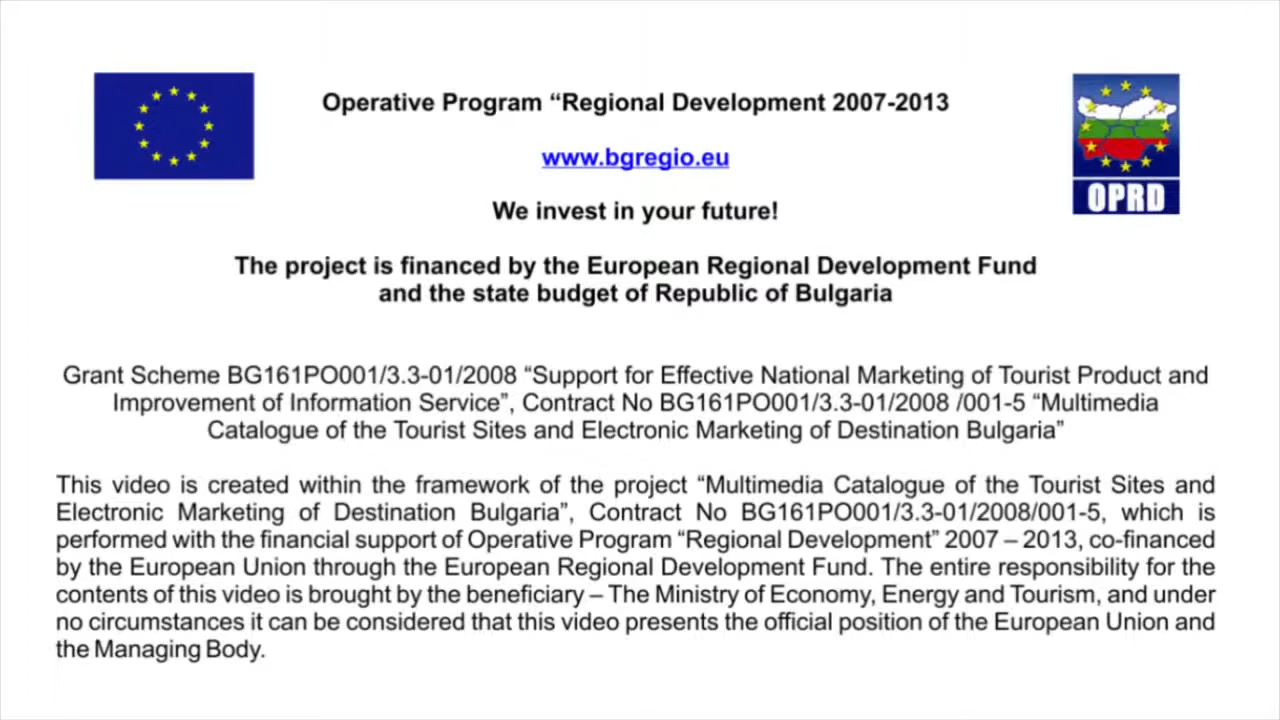 Operative Program “Regional Development 2007-2013
www.bgregio.eu
We invest in your future!
OPRD
The project is financed by the European Regional Development Fund
and the state budget of Republic of Bulgaria
Grant Scheme BG161PO001/3.3-01/2008 “Support for Effective National Marketing of Tourist Product and
Improvement of Information Service”, Contract No BG161PO001/3.3-01/2008 /001-5 “Multimedia
Catalogue of the Tourist Sites and Electronic Marketing of Destination Bulgaria”
This video is created within the framework of the project “Multimedia Catalogue of the Tourist Sites and
Electronic Marketing of Destination Bulgaria”, Contract No BG161PO001/3.3-01/2008/001-5, which is
performed with the financial support of Operative Program “Regional Development” 2007 – 2013, co-financed
by the European Union through the European Regional Development Fund. The entire responsibility for the
contents of this video is brought by the beneficiary – The Ministry of Economy, Energy and Tourism, and under
no circumstances it can be considered that this video presents the official position of the European Union and
the Managing Body.